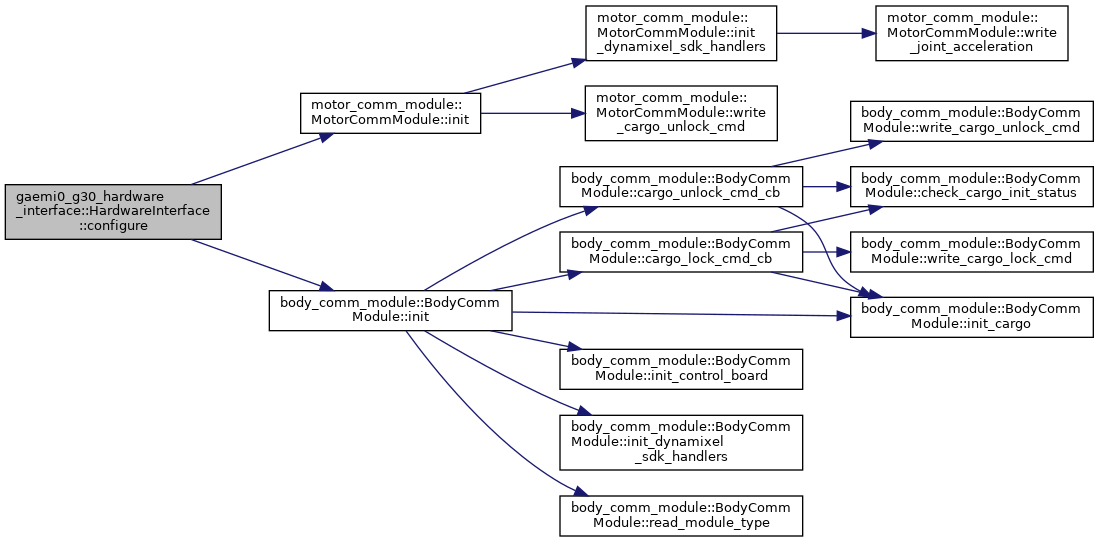 gaemi0_g30_hardware
_interface::HardwareInterface
::configure
motor_comm_module::
MotorCommModule::init
motor_comm_module::
MotorCommModule::init
_dynamixel_sdk_handlers
motor_comm_module::
MotorCommModule::write
_joint_acceleration
motor_comm_module::
MotorCommModule::write
_cargo_unlock_cmd
body_comm_module::BodyComm
Module::init
body_comm_module::BodyComm
Module::cargo_unlock_cmd_cb
body_comm_module::BodyComm
Module::write_cargo_unlock_cmd
body_comm_module::BodyComm
Module::check_cargo_init_status
body_comm_module::BodyComm
Module::cargo_lock_cmd_cb
body_comm_module::BodyComm
Module::write_cargo_lock_cmd
body_comm_module::BodyComm
Module::init_cargo
body_comm_module::BodyComm
Module::init_control_board
body_comm_module::BodyComm
Module::init_dynamixel
_sdk_handlers
body_comm_module::BodyComm
Module::read_module_type